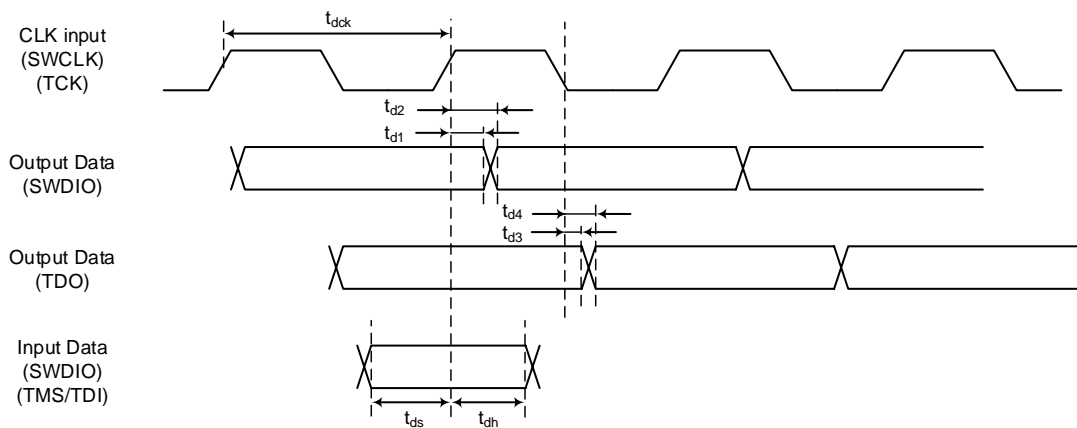 CLK input
(SWCLK)
(TCK)
tdck
td2
td1
Output Data
(SWDIO)
td4
td3
Output Data
(TDO)
Input Data
(SWDIO)
(TMS/TDI)
tds
tdh